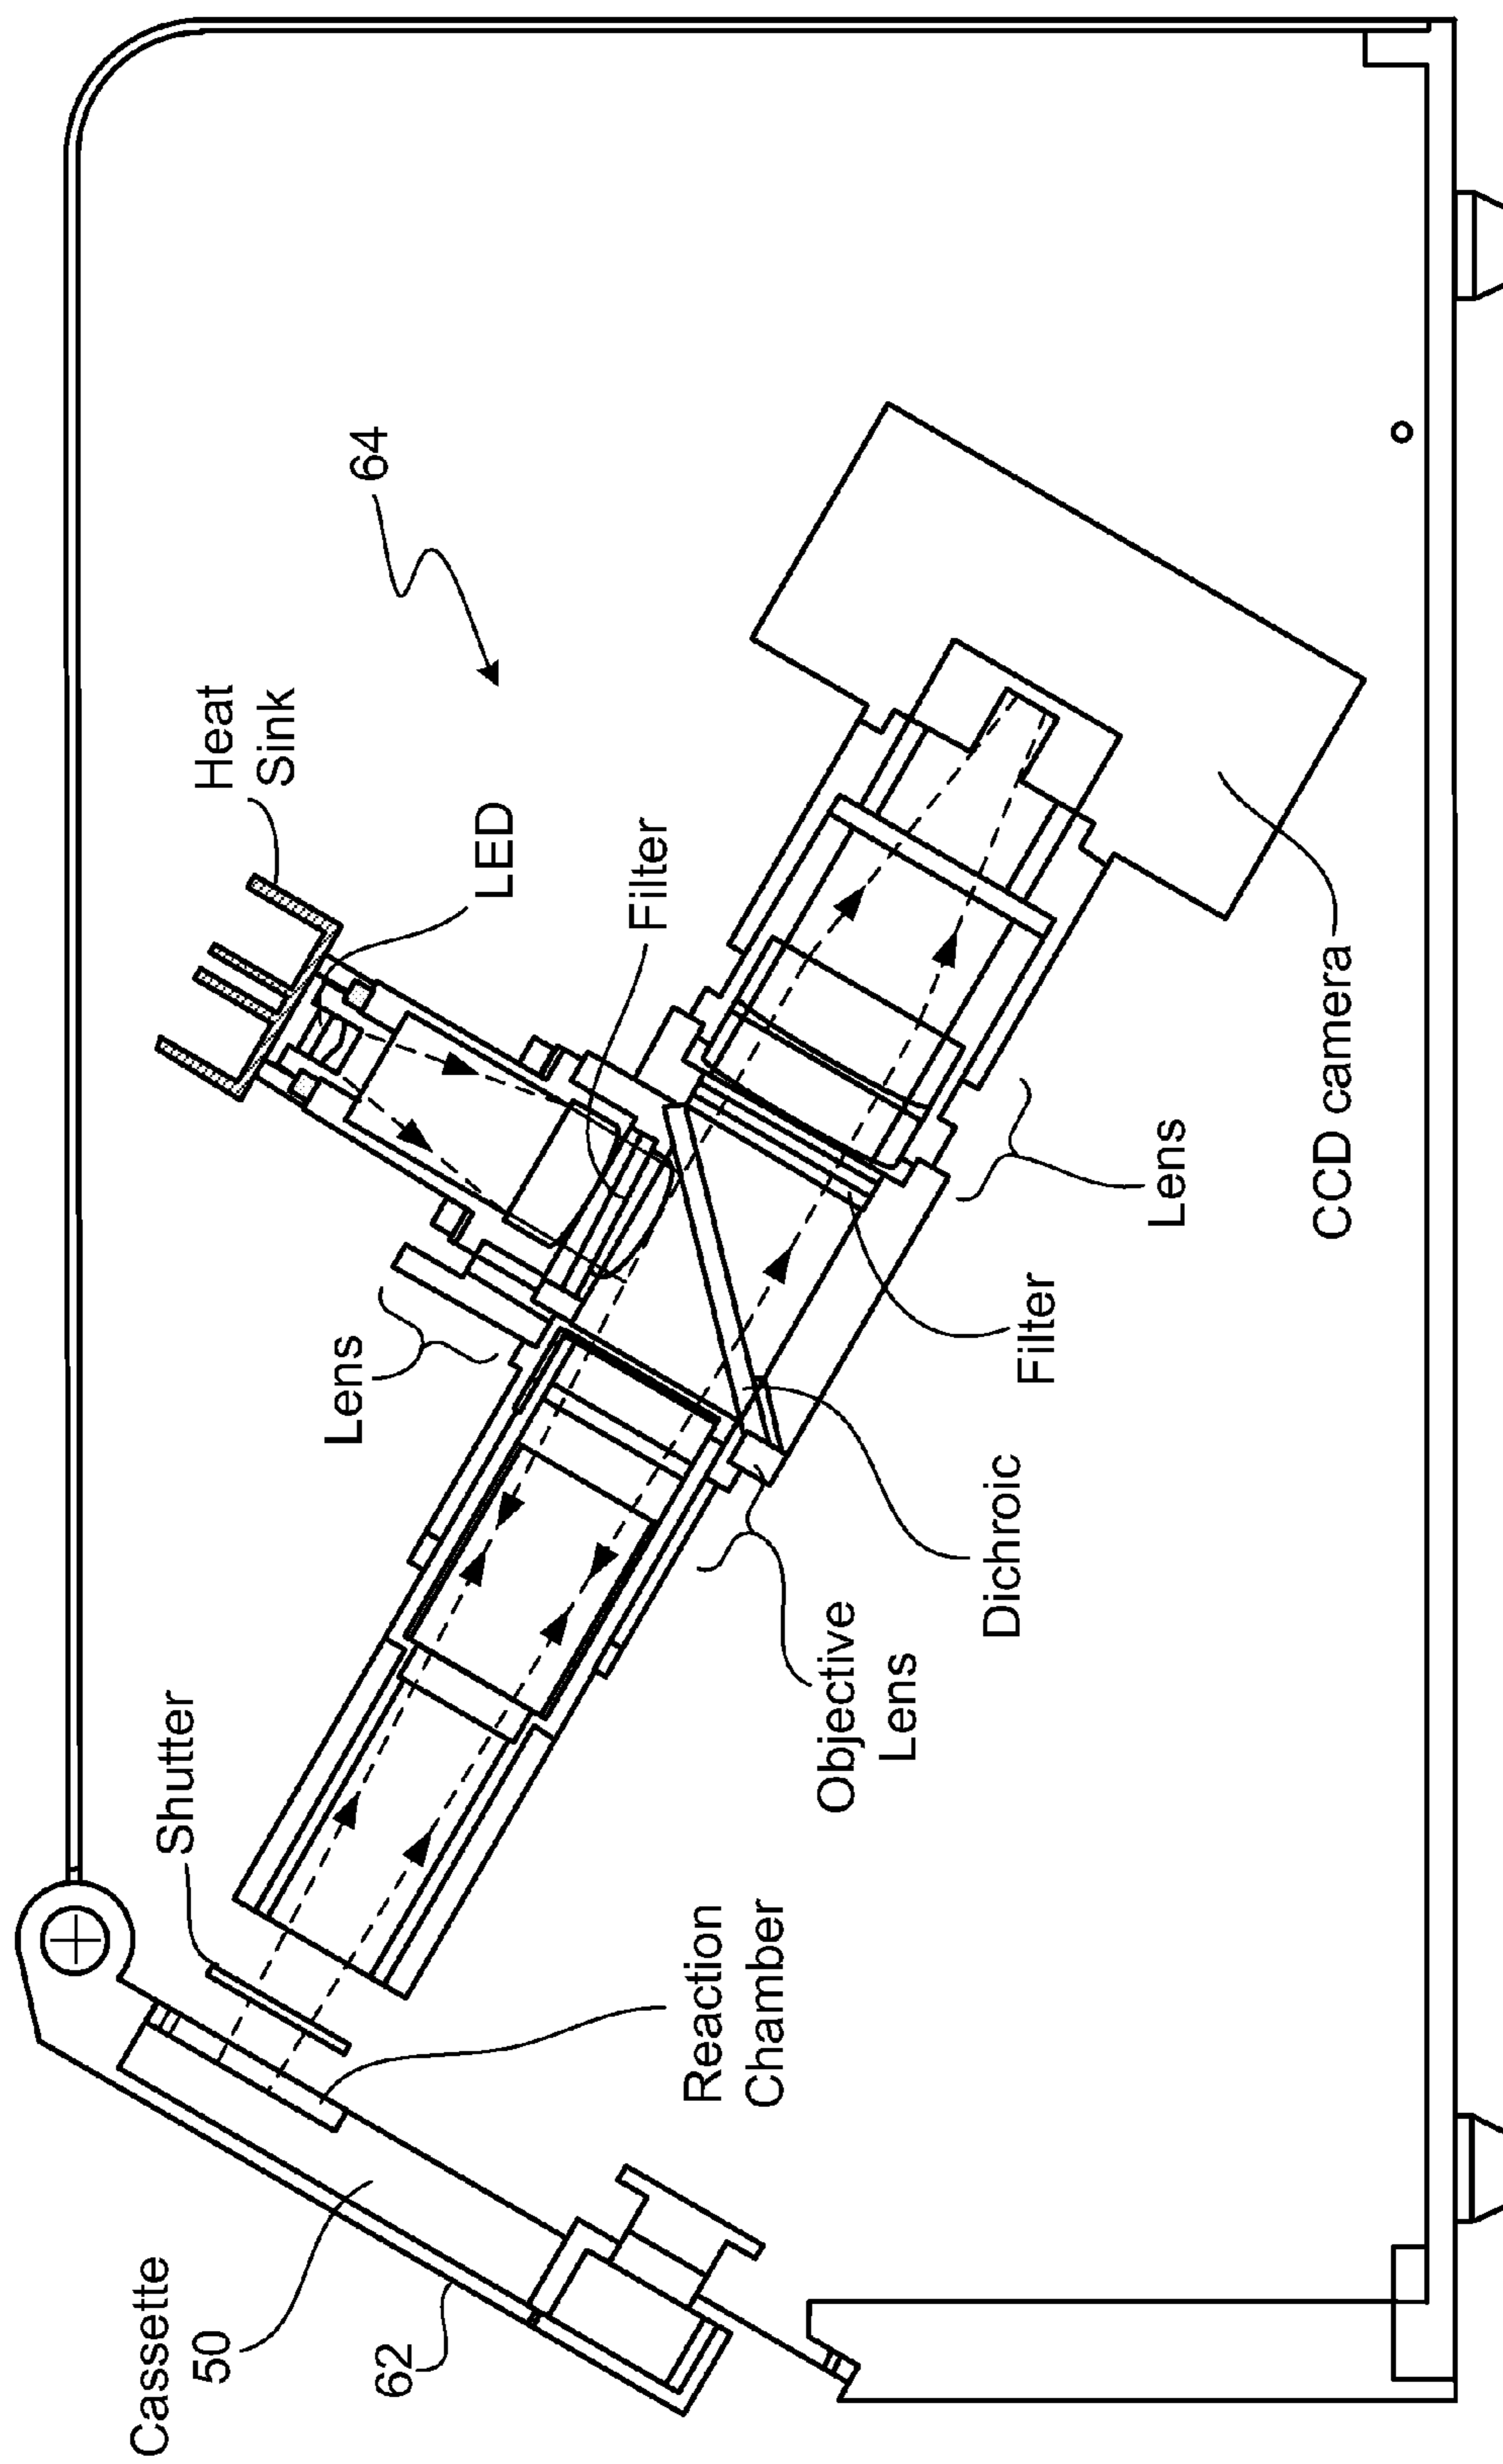 Cassette
50
62
Shutter
Reaction
Chamber
Objective
Lens
Dichroic
Filter
Lens
CCD camera
Lens
Filter
LED
Heat
Sink
64